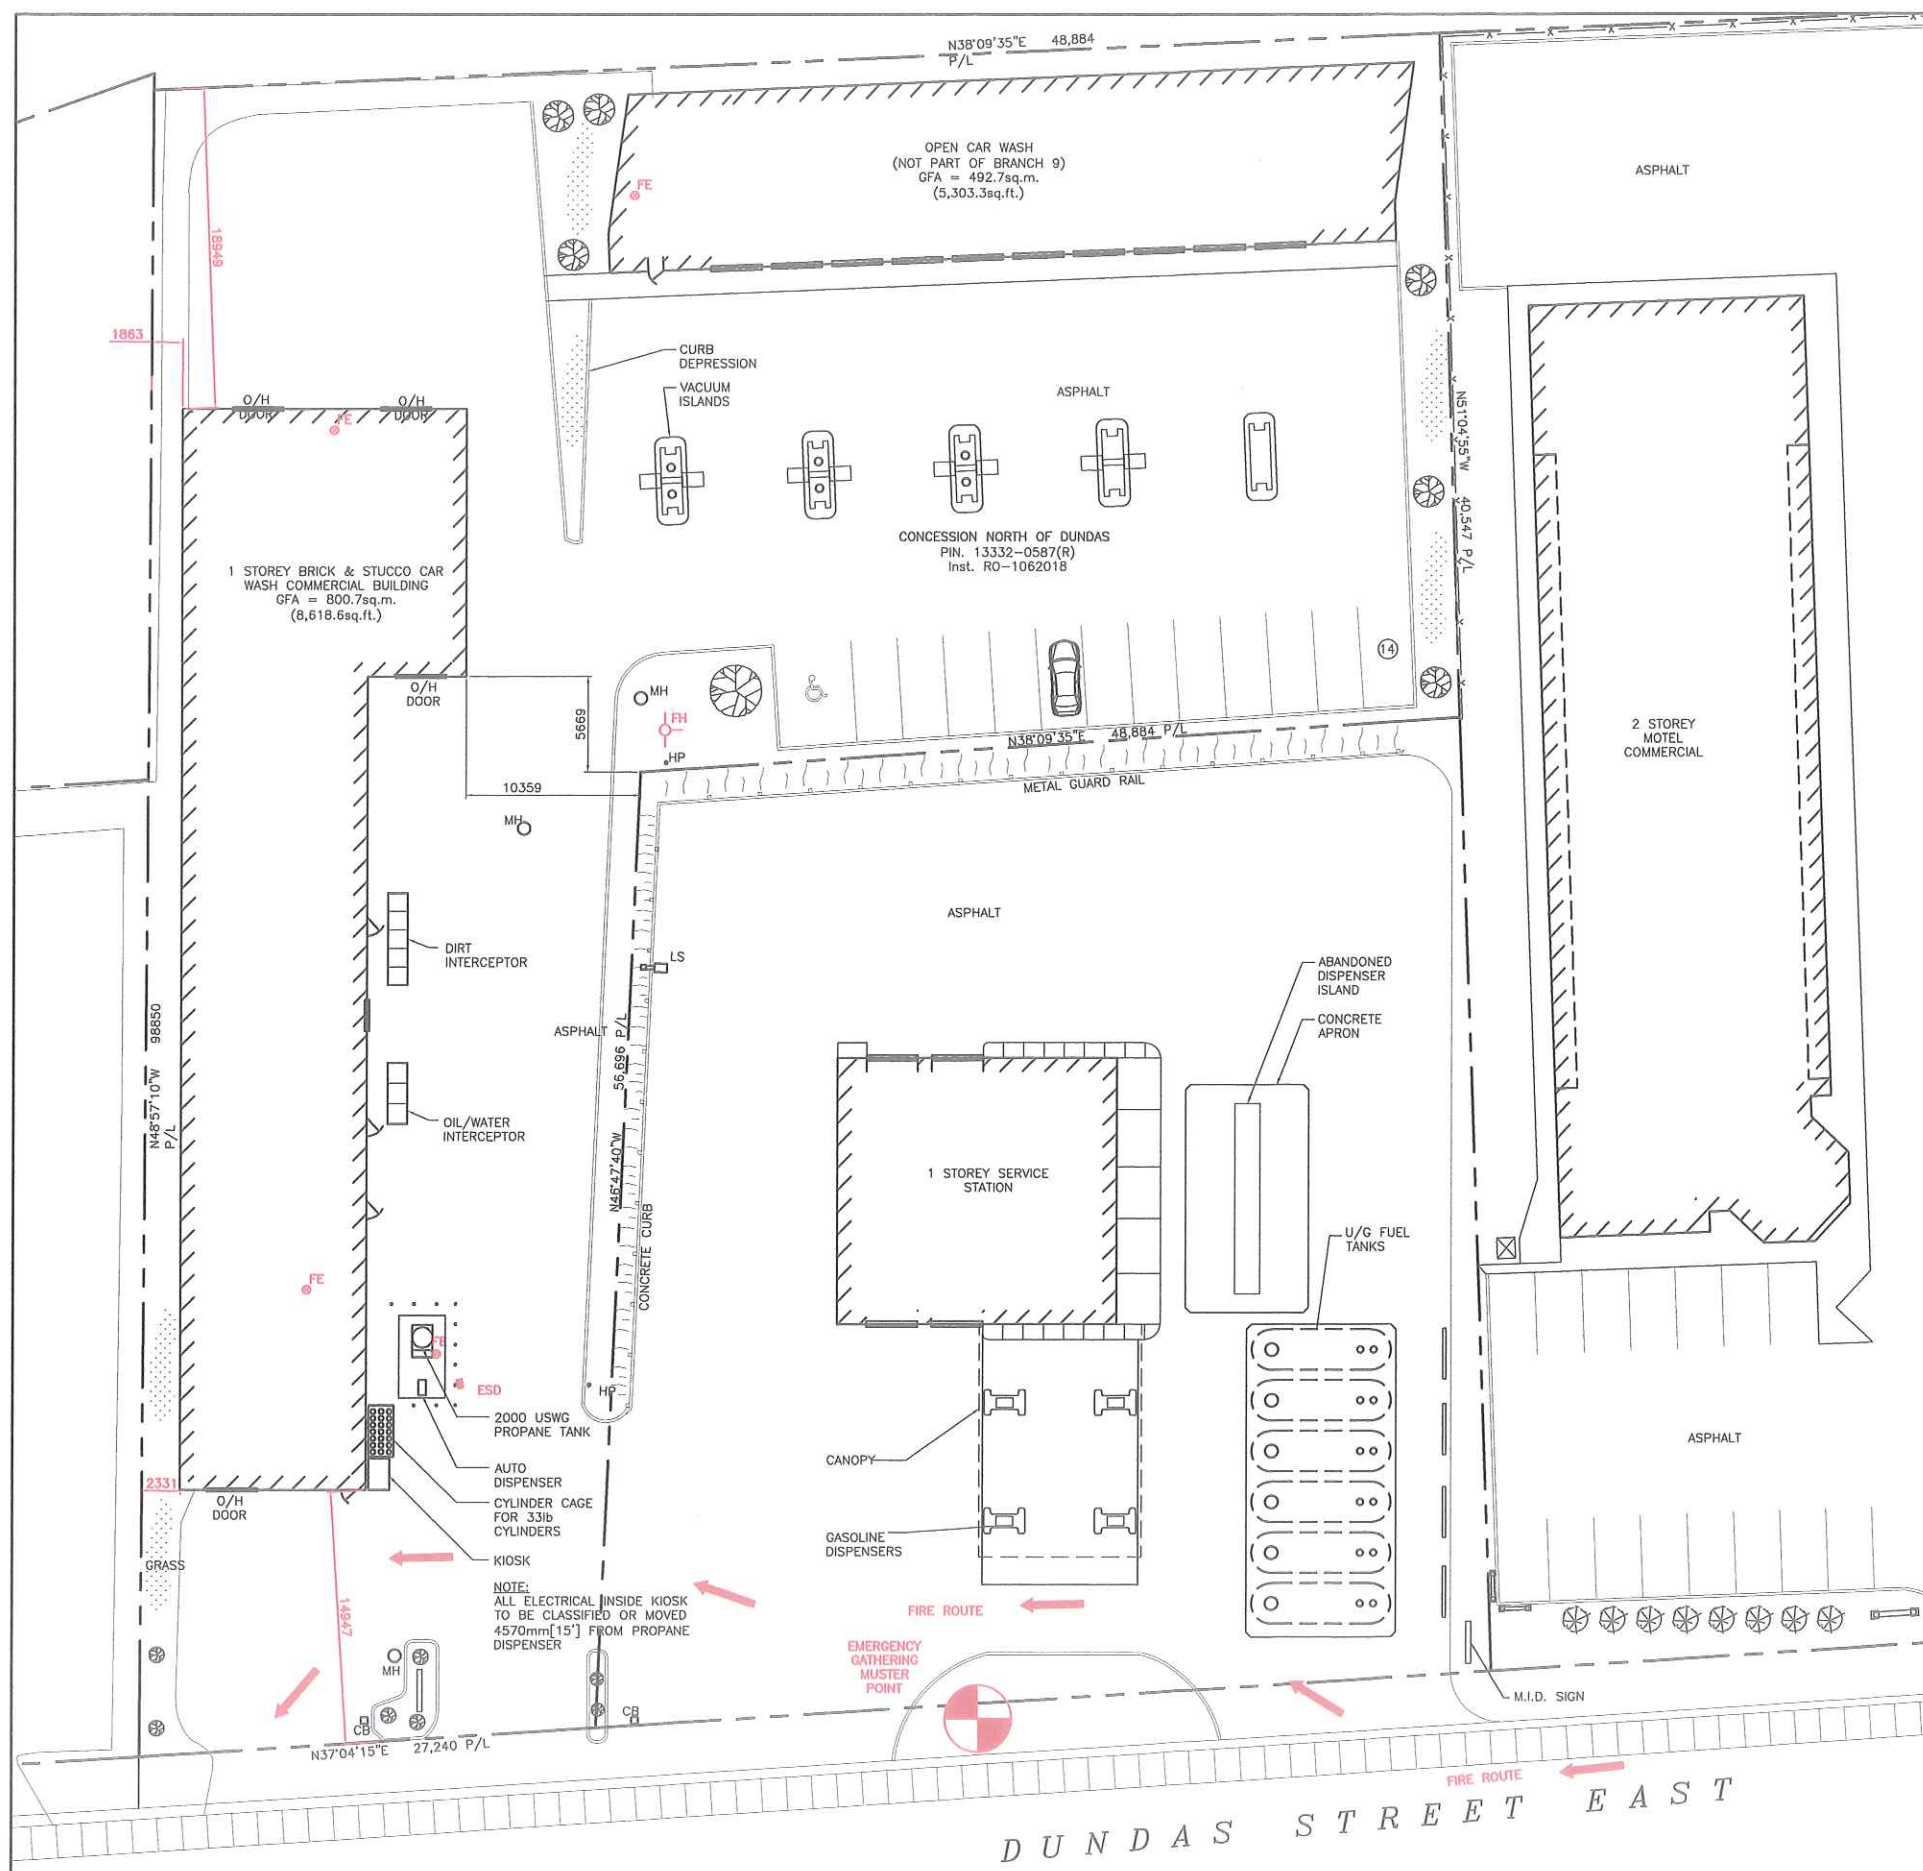 N38°09'35"E 48,884
P/L
OPEN CAR WASH
(NOT PART OF BRANCH 9)
GFA = 492.7sq.m.
(5,303.3sq.ft.)
ASPHALT
FE
18949
1863
CURB
DEPRESSION
VACUUM
ISLANDS
ASPHALT
O/H
DOOR
O/H
DOOR
FE
N51°04'55"W 40,547 P/L
CONCESSION NORTH OF DUNDAS
PIN. 13332-0587(R)
Inst. RO-1062018
1 STOREY BRICK & STUCCO CAR
WASH COMMERCIAL BUILDING
GFA = 800.7sq.m.
(8,618.6sq.ft.)
14
O/H
DOOR
MH
FH
HP
5669
N38°09'35"E 48,884 P/L
METAL GUARD RAIL
2 STOREY
MOTEL
COMMERCIAL
10359
MH
ASPHALT
DIRT
INTERCEPTOR
LS
ABANDONED
DISPENSER
ISLAND
CONCRETE
APRON
ASPHALT
N48°57'10"W 98850
P/L
N46°47'40"W 56,696 P/L
CONCRETE CURB
OIL/WATER
INTERCEPTOR
1 STOREY SERVICE
STATION
U/G FUEL
TANKS
FE
FE
ESD
HP
2000 USWG
PROPANE TANK
AUTO
DISPENSER
CYLINDER CAGE
FOR 33lb
CYLINDERS
KIOSK
CANOPY
GASOLINE
DISPENSERS
ASPHALT
2331
O/H
DOOR
GRASS
14947
NOTE:
ALL ELECTRICAL INSIDE KIOSK
TO BE CLASSIFIED OR MOVED
4570mm[15'] FROM PROPANE
DISPENSER
FIRE ROUTE
EMERGENCY
GATHERING
MUSTER
POINT
MH
CB
CB
M.I.D. SIGN
N37°04'15"E 27,240 P/L
FIRE ROUTE
DUNDAS STREET EAST